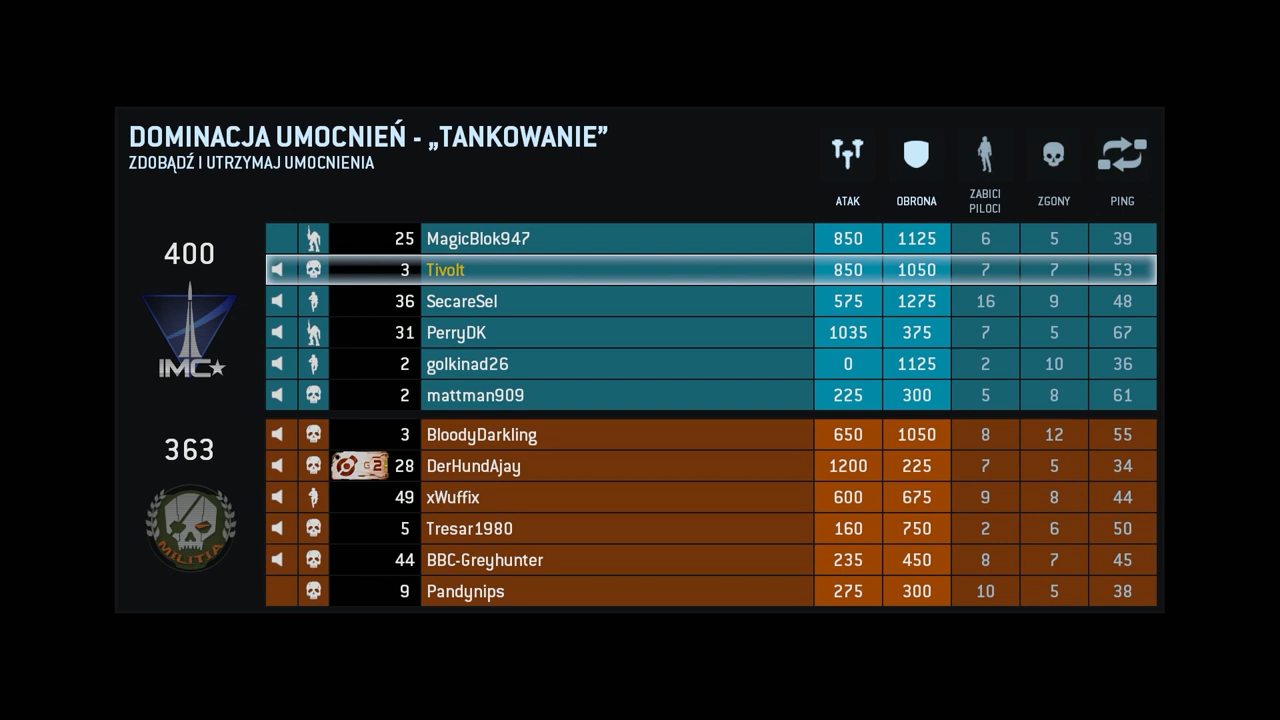 DOMINACJA UMOCNIEŃ - „TANKOWANIE”
ZDOBĄDŹ I UTRZYMAJ UMOCNIENIA
ATAK OBRONA ZABICI PILOCI ZGONY PING
400
IMC
25 MagicBlok947 850 1125 6 5 39
3 Tivolt 850 1050 7 7 53
36 SecareSel 575 1275 16 9 48
31 PerryDK 1035 375 7 5 67
2 golkinad26 0 1125 2 10 36
2 mattman909 225 300 5 8 61
363
MILITIA
3 BloodyDarkling 650 1050 8 12 55
G2 28 DerHundAjay 1200 225 7 5 34
49 xWuffix 600 675 9 8 44
5 Tresar1980 160 750 2 6 50
44 BBC-Greyhunter 235 450 8 7 45
9 Pandynips 275 300 10 5 38